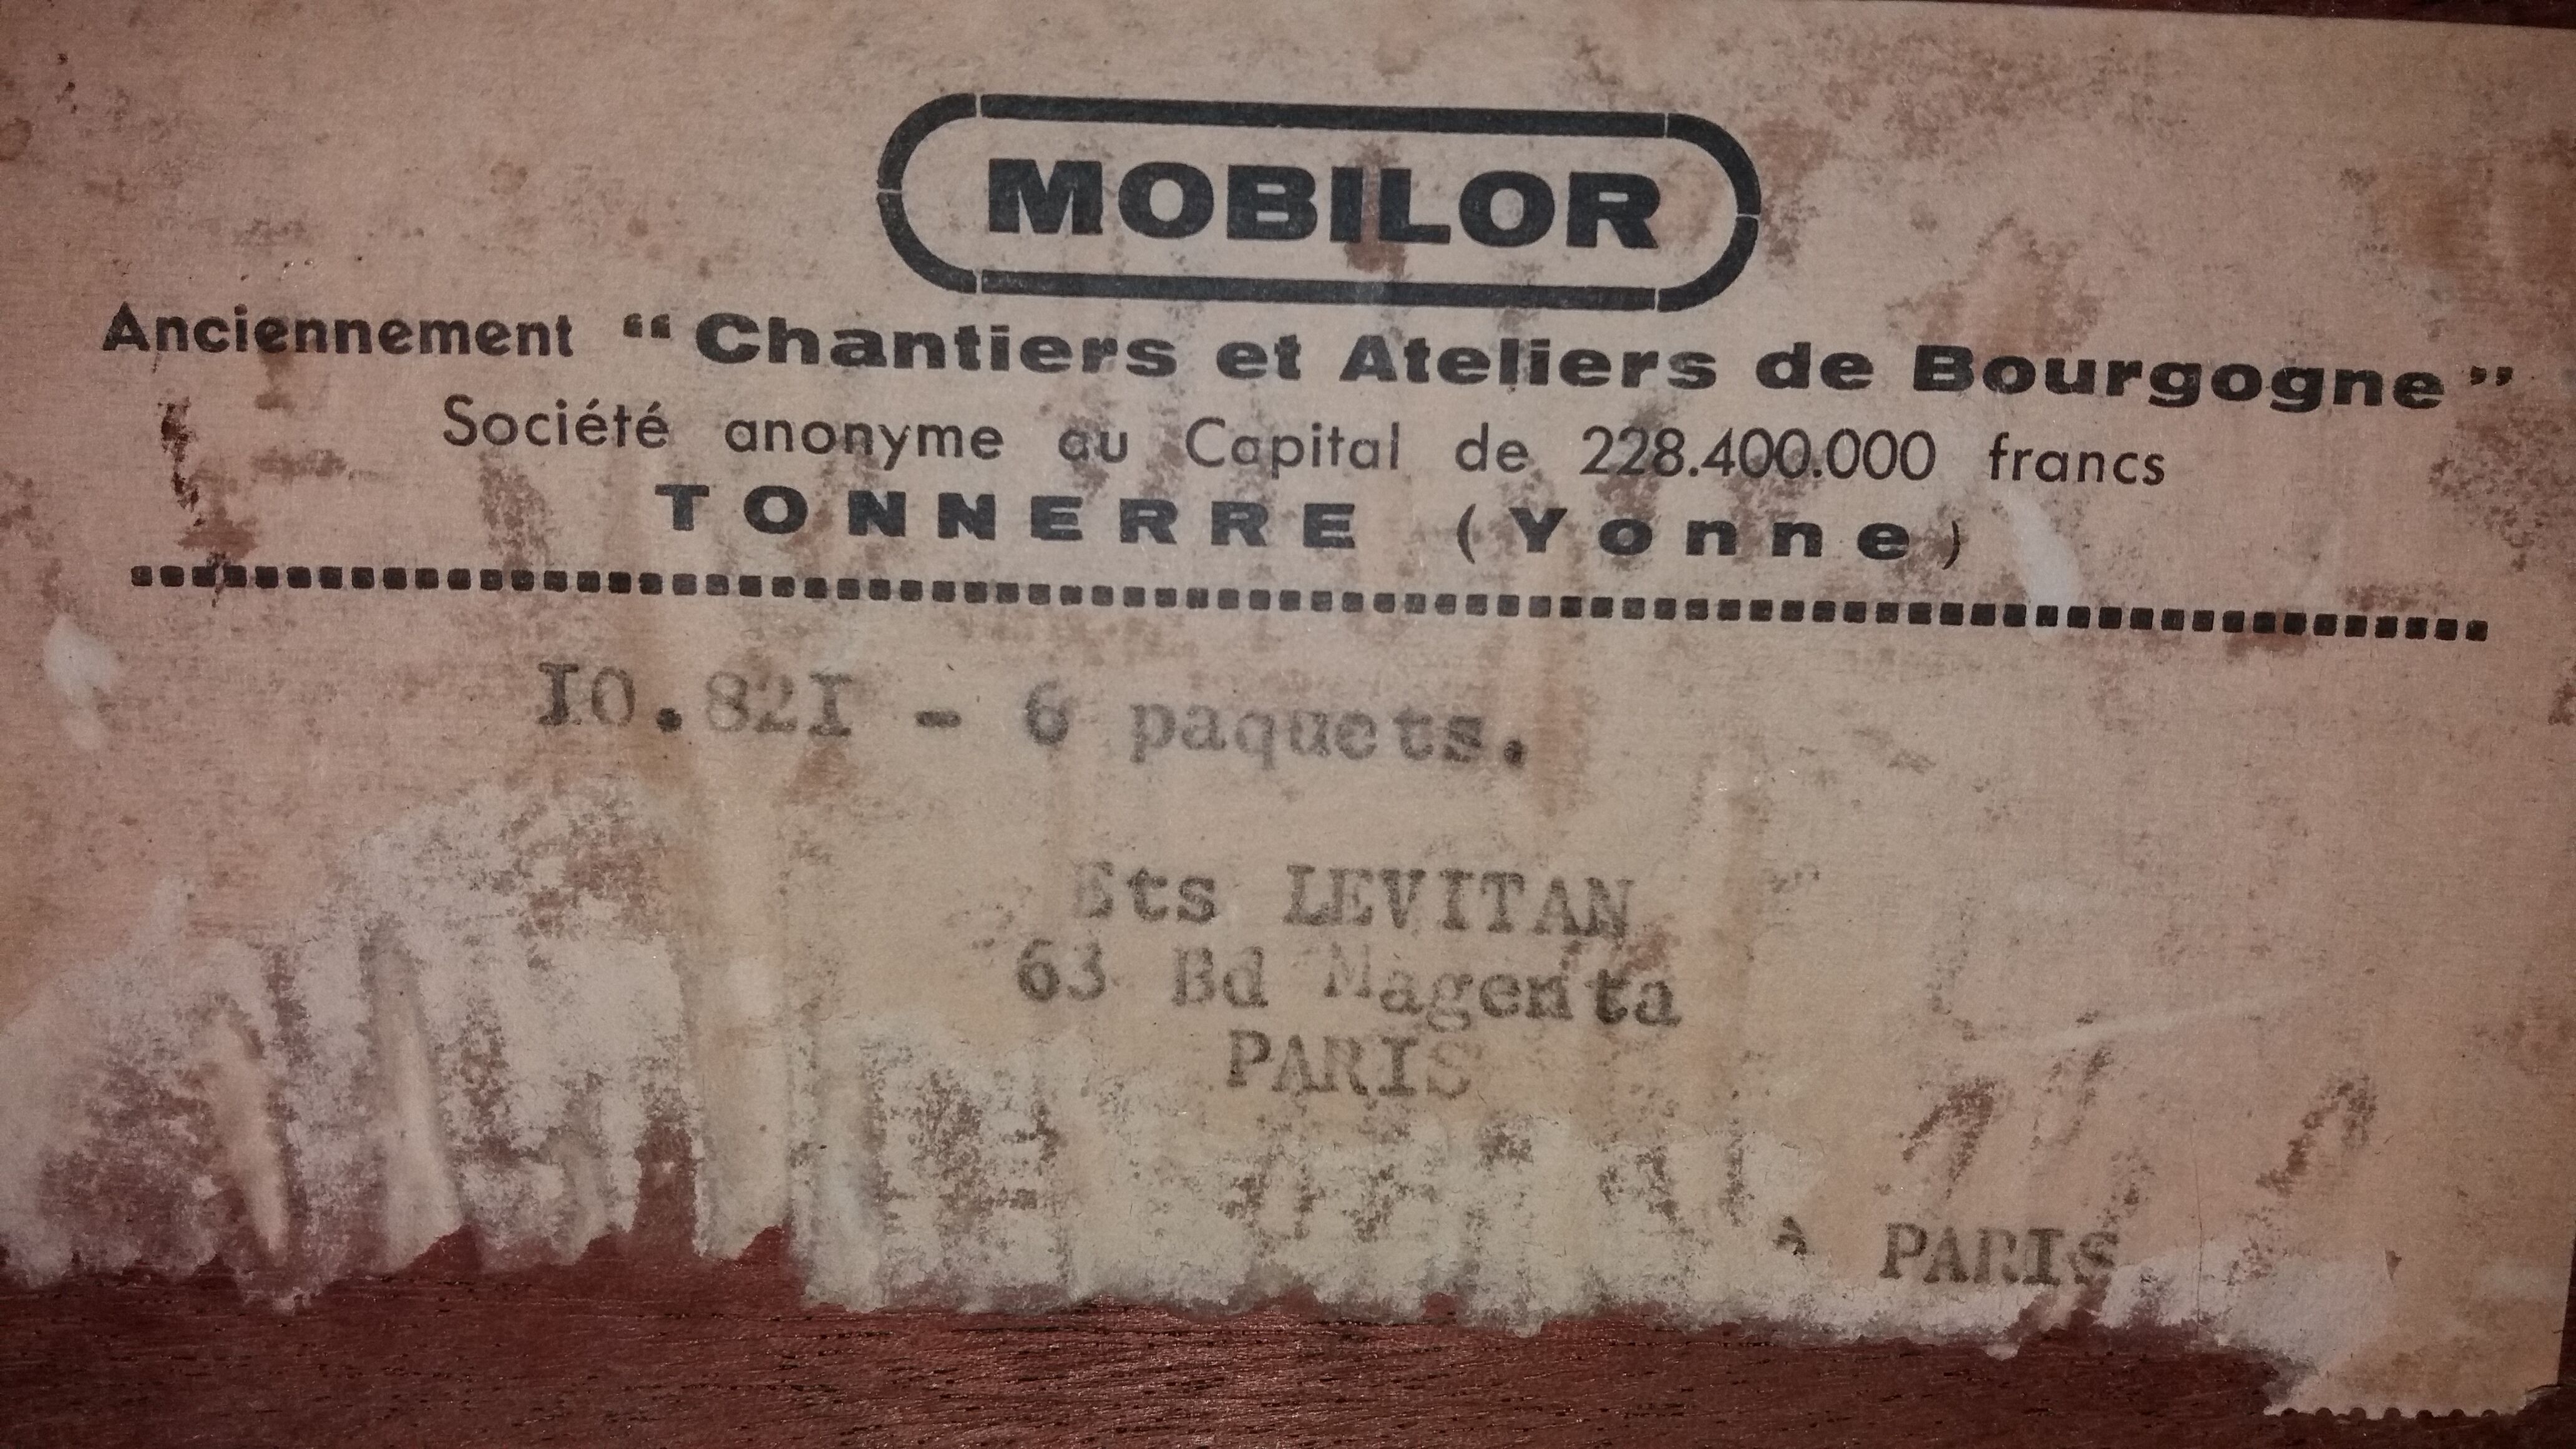 MOBILOR
Anciennement “Chantiers et Ateliers de Bourgogne”
Société anonyme au Capital de 228.400.000 francs
TONNERRE (Yonne)
I0.82I - 6 paquets.
Ets LEVITAN
63 Bd Magenta
PARIS
à PARIS